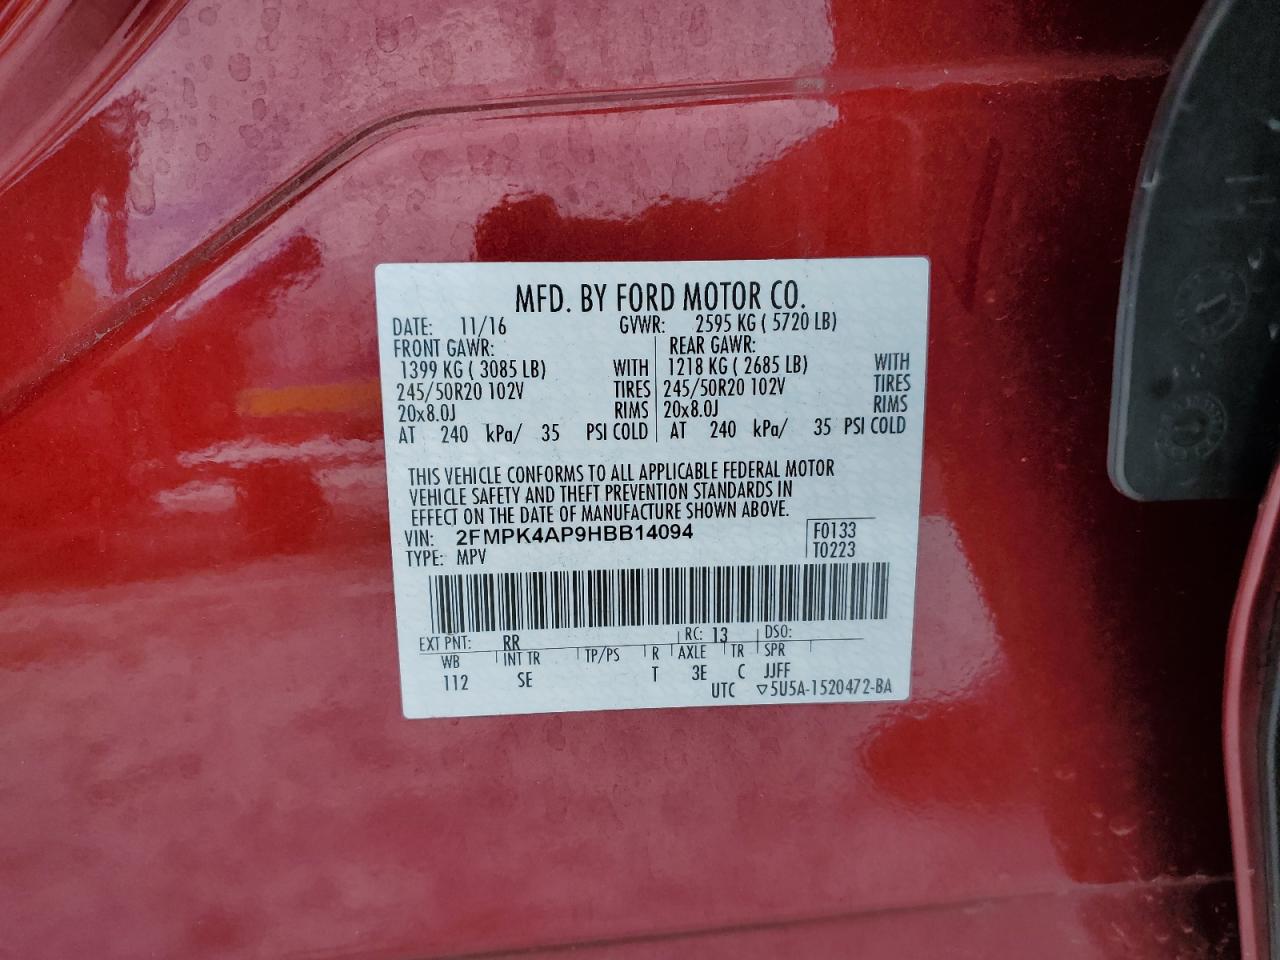 MFD. BY FORD MOTOR CO.
DATE: 11/16 GVWR: 2595 KG ( 5720 LB)
FRONT GAWR: REAR GAWR:
1399 KG ( 3085 LB) WITH 1218 KG ( 2685 LB) WITH
245/50R20 102V TIRES 245/50R20 102V TIRES
20x8.0J RIMS 20x8.0J RIMS
AT 240 kPa/ 35 PSI COLD AT 240 kPa/ 35 PSI COLD
THIS VEHICLE CONFORMS TO ALL APPLICABLE FEDERAL MOTOR
VEHICLE SAFETY AND THEFT PREVENTION STANDARDS IN
EFFECT ON THE DATE OF MANUFACTURE SHOWN ABOVE.
VIN: 2FMPK4AP9HBB14094 F0133
TYPE: MPV T0223
EXT PNT: RR RC: 13 DSO:
WB INT TR TP/PS R AXLE TR SPR
112 SE T 3E C JJFF
UTC ▽5U5A-1520472-BA